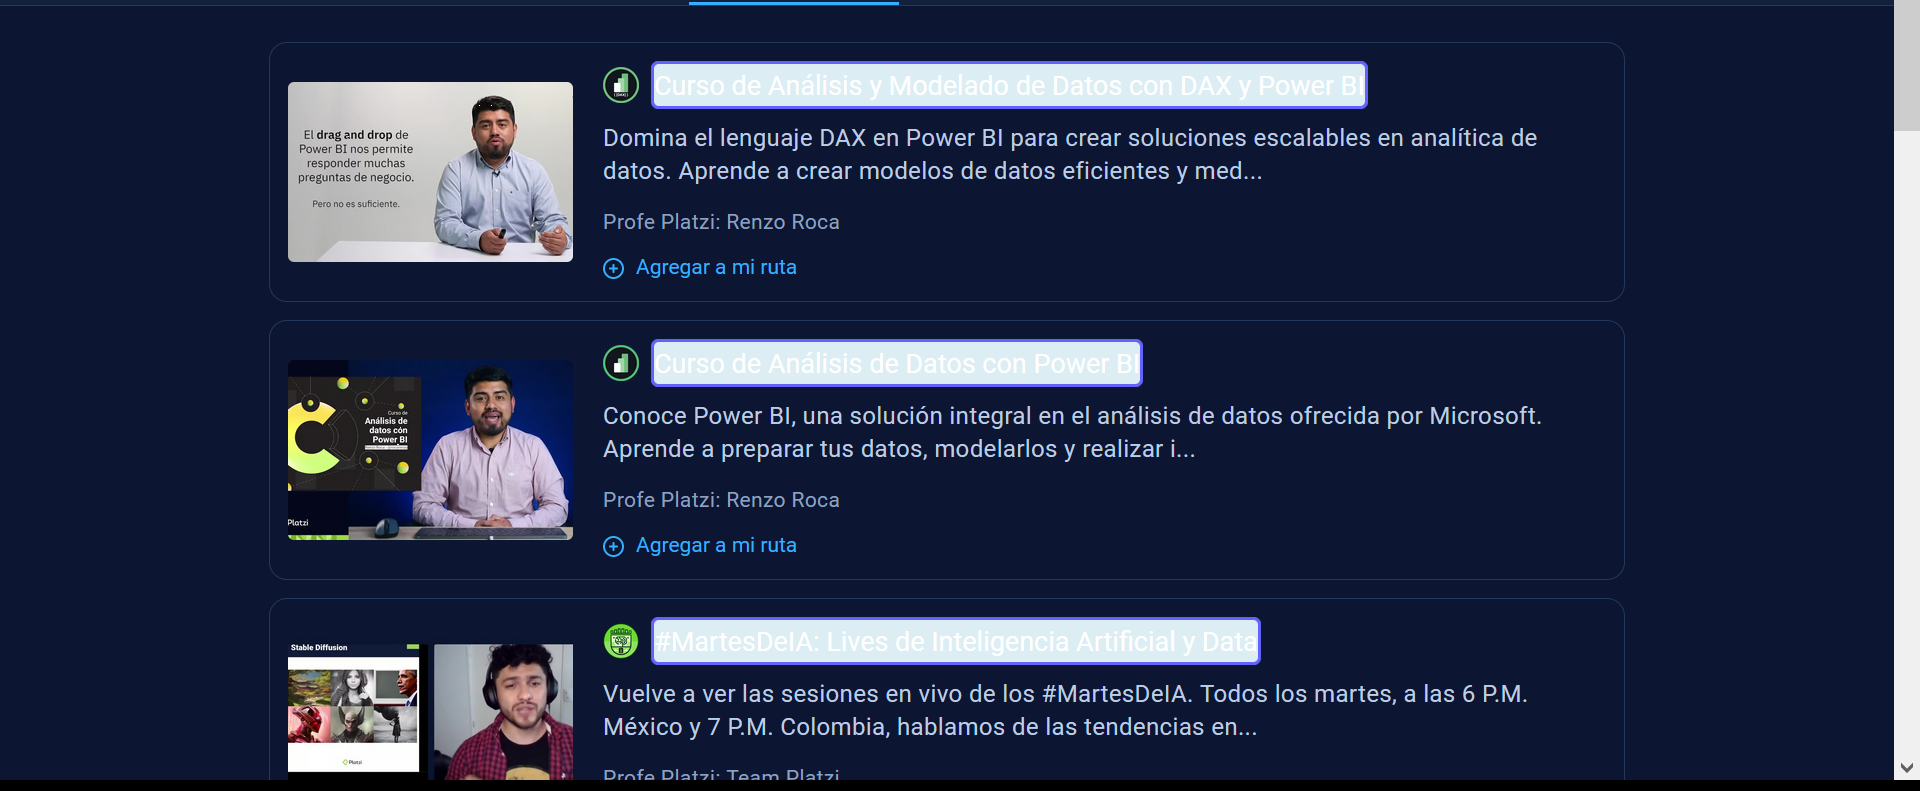 Curso de Análisis y Modelado de Datos con DAX y Power BI
El drag and drop de
Power BI nos permite
responder muchas
preguntas de negocio.
Pero no es suficiente.
Domina el lenguaje DAX en Power BI para crear soluciones escalables en analítica de
datos. Aprende a crear modelos de datos eficientes y med...
Profe Platzi: Renzo Roca
Agregar a mi ruta
Curso de Análisis de Datos con Power BI
Curso de
Análisis de
datos con
Power BI
Platzi
Conoce Power BI, una solución integral en el análisis de datos ofrecida por Microsoft.
Aprende a preparar tus datos, modelarlos y realizar i...
Profe Platzi: Renzo Roca
Agregar a mi ruta
#MartesDeIA: Lives de Inteligencia Artificial y Data
Stable Diffusion
Platzi
Vuelve a ver las sesiones en vivo de los #MartesDeIA. Todos los martes, a las 6 P.M.
México y 7 P.M. Colombia, hablamos de las tendencias en...
Profe Platzi: Team Platzi